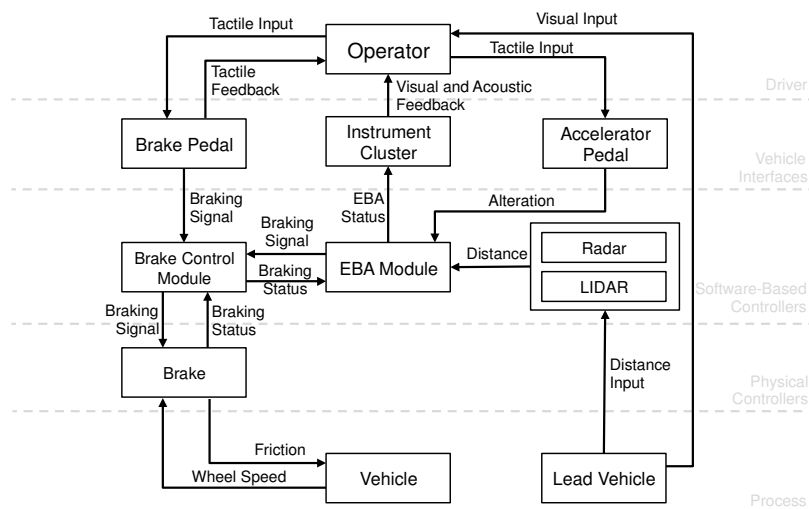 Tactile Input
Visual Input
Operator
Tactile Input
Tactile
Feedback
Visual and Acoustic
Feedback
Driver
Brake Pedal
Instrument
Cluster
Accelerator
Pedal
Vehicle
Interfaces
Braking
Signal
EBA
Status
Alteration
Braking
Signal
Distance
Radar
Brake Control
Module
EBA Module
Braking
Status
LIDAR
Software-Based
Controllers
Braking
Signal
Braking
Status
Brake
Distance
Input
Physical
Controllers
Friction
Wheel Speed
Vehicle
Lead Vehicle
Process